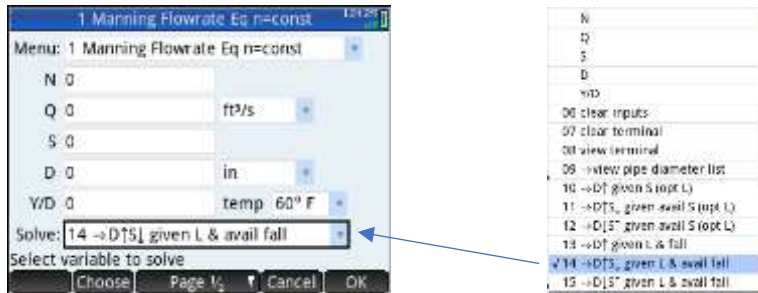 1 Manning Flowrate Eq n=const
Menu: 1 Manning Flowrate Eq n=const
N 0
Q 0 ft³/s
S 0
D 0 in
Y/D 0 temp 60° F
Solve: 14 →D↑S↓ given L & avail fall
Select variable to solve
Choose Page ½ ▼ Cancel OK
N
Q
S
D
Y/D
06 clear inputs
07 clear terminal
08 view terminal
09 →view pipe diameter list
10 →D↑ given S (opt L)
11 →D↑S↓ given avail S (opt L)
12 →D↓S↑ given avail S (opt L)
13 →D↑ given L & fall
✓14 →D↑S↓ given L & avail fall
15 →D↓S↑ given L & avail fall